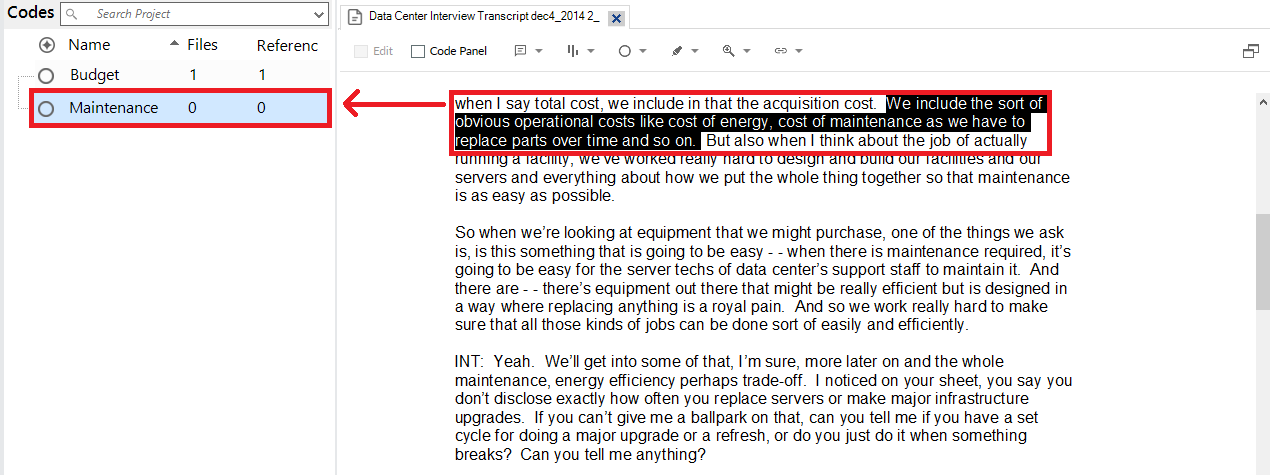 Codes
Search Project
Name Files Referenc
Budget 1 1
Maintenance 0 0
Data Center Interview Transcript dec4_2014 2_
Edit Code Panel
when I say total cost, we include in that the acquisition cost. We include the sort of
obvious operational costs like cost of energy, cost of maintenance as we have to
replace parts over time and so on. But also when I think about the job of actually
running a facility, we've worked really hard to design and build our facilities and our
servers and everything about how we put the whole thing together so that maintenance
is as easy as possible.
So when we're looking at equipment that we might purchase, one of the things we ask
is, is this something that is going to be easy - - when there is maintenance required, it's
going to be easy for the server techs of data center's support staff to maintain it. And
there are - - there's equipment out there that might be really efficient but is designed in
a way where replacing anything is a royal pain. And so we work really hard to make
sure that all those kinds of jobs can be done sort of easily and efficiently.
INT: Yeah. We'll get into some of that, I'm sure, more later on and the whole
maintenance, energy efficiency perhaps trade-off. I noticed on your sheet, you say you
don't disclose exactly how often you replace servers or make major infrastructure
upgrades. If you can't give me a ballpark on that, can you tell me if you have a set
cycle for doing a major upgrade or a refresh, or do you just do it when something
breaks? Can you tell me anything?